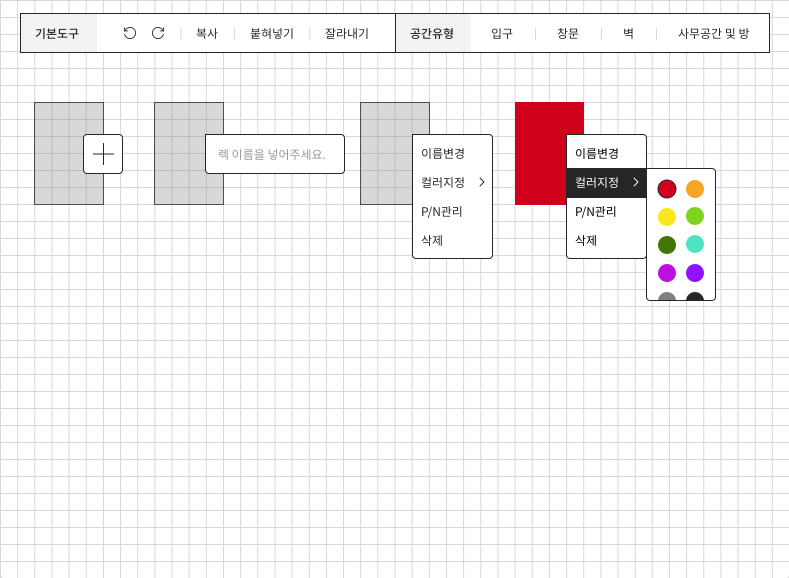 기본도구 복사 붙혀넣기 잘라내기 공간유형 입구 창문 벽 사무공간 및 방
렉 이름을 넣어주세요.
이름변경
컬러지정
P/N관리
삭제
이름변경
컬러지정
P/N관리
삭제